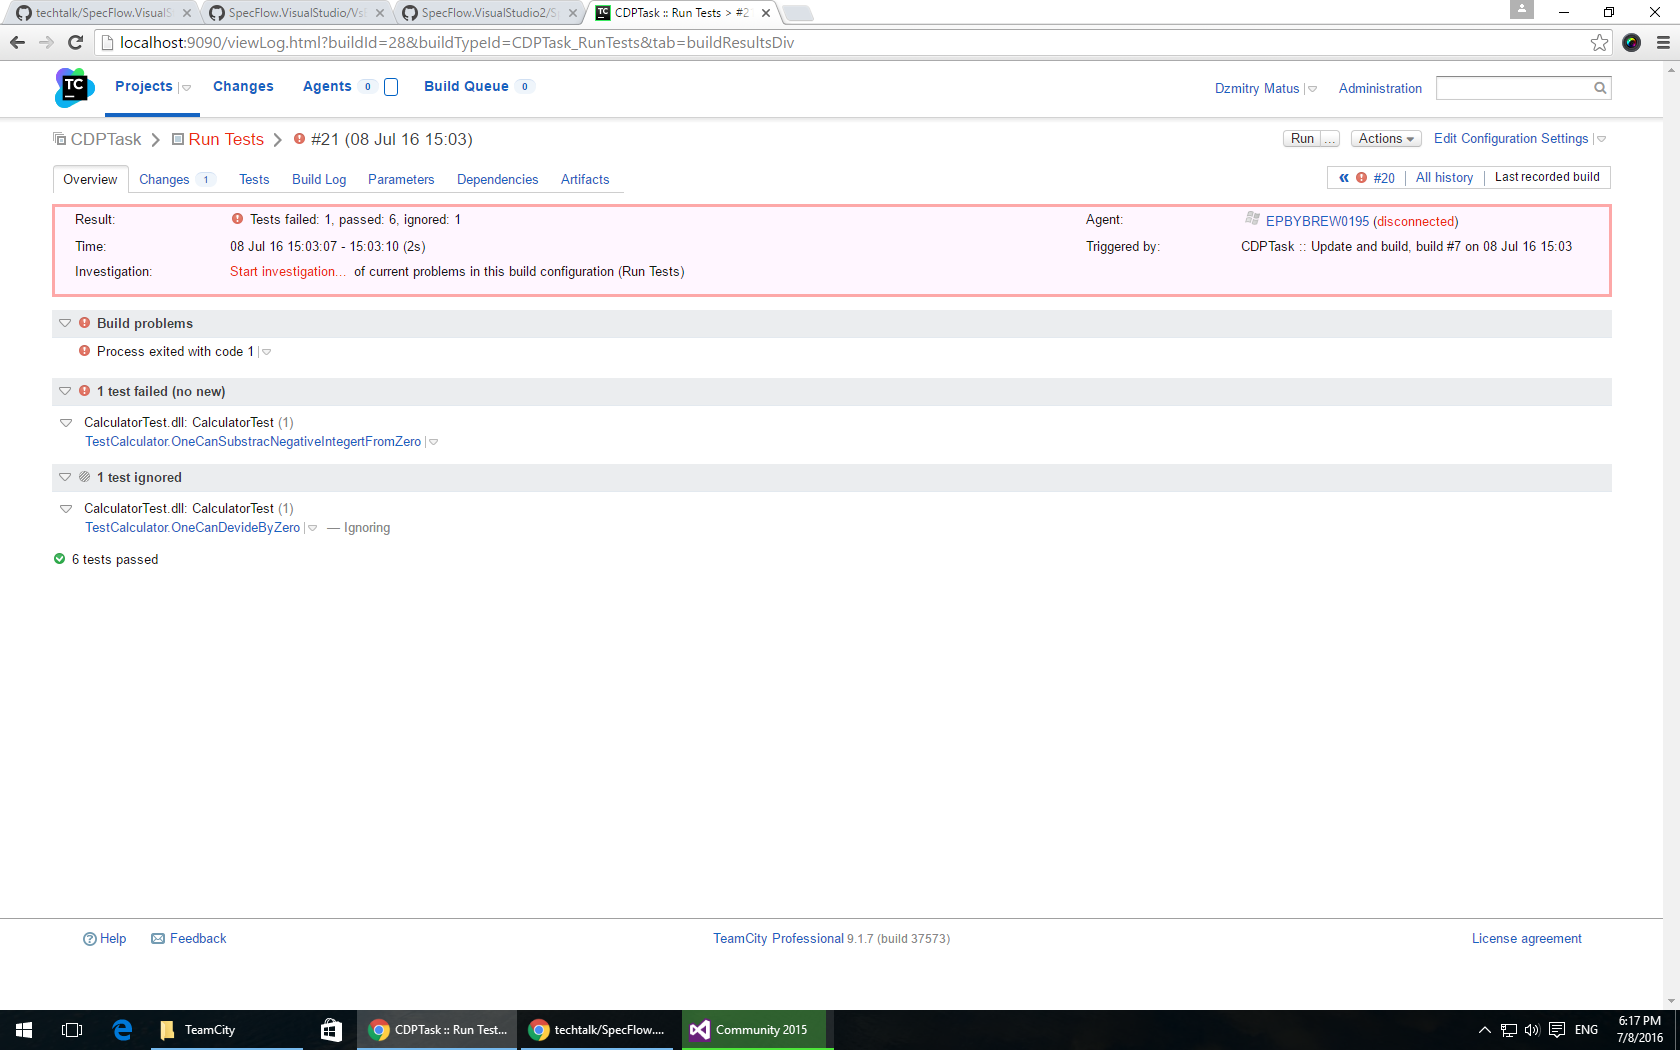 techtalk/SpecFlow.VisualS
SpecFlow.VisualStudio/Vs
SpecFlow.VisualStudio2/S
CDPTask :: Run Tests > #2
localhost:9090/viewLog.html?buildId=28&buildTypeId=CDPTask_RunTests&tab=buildResultsDiv
TC
Projects
Changes
Agents 0
Build Queue 0
Dzmitry Matus
Administration
CDPTask
Run Tests
#21 (08 Jul 16 15:03)
Run ...
Actions
Edit Configuration Settings
Overview
Changes 1
Tests
Build Log
Parameters
Dependencies
Artifacts
« #20
All history
Last recorded build
Result: Tests failed: 1, passed: 6, ignored: 1
Agent: EPBYBREW0195 (disconnected)
Time: 08 Jul 16 15:03:07 - 15:03:10 (2s)
Triggered by: CDPTask :: Update and build, build #7 on 08 Jul 16 15:03
Investigation: Start investigation... of current problems in this build configuration (Run Tests)
Build problems
Process exited with code 1
1 test failed (no new)
CalculatorTest.dll: CalculatorTest (1)
TestCalculator.OneCanSubstracNegativeIntegertFromZero
1 test ignored
CalculatorTest.dll: CalculatorTest (1)
TestCalculator.OneCanDevideByZero — Ignoring
6 tests passed
Help
Feedback
TeamCity Professional 9.1.7 (build 37573)
License agreement
TeamCity
CDPTask :: Run Test...
techtalk/SpecFlow....
Community 2015
ENG
6:17 PM
7/8/2016